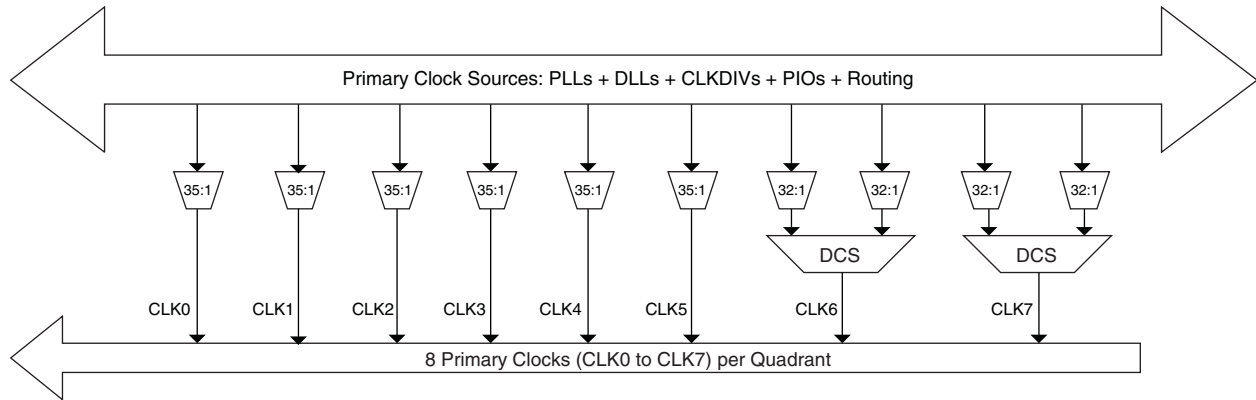 Primary Clock Sources: PLLs + DLLs + CLKDIVs + PIOs + Routing
35:1 35:1 35:1 35:1 35:1 35:1 32:1 32:1 32:1 32:1
DCS DCS
CLK0 CLK1 CLK2 CLK3 CLK4 CLK5 CLK6 CLK7
8 Primary Clocks (CLK0 to CLK7) per Quadrant